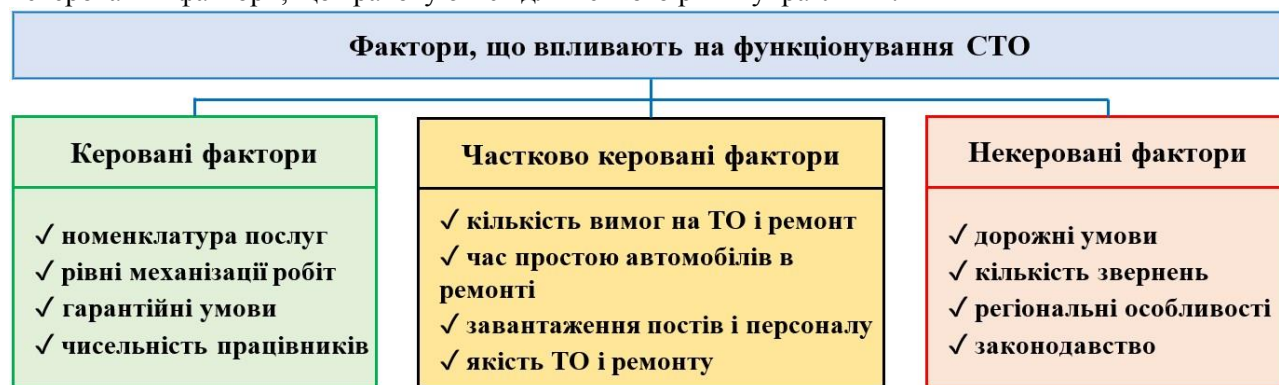 Фактори, що впливають на функціонування СТО
Керовані фактори
✓ номенклатура послуг
✓ рівні механізації робіт
✓ гарантійні умови
✓ чисельність працівників
Частково керовані фактори
✓ кількість вимог на ТО і ремонт
✓ час простою автомобілів в
ремонті
✓ завантаження постів і персоналу
✓ якість ТО і ремонту
Некеровані фактори
✓ дорожні умови
✓ кількість звернень
✓ регіональні особливості
✓ законодавство